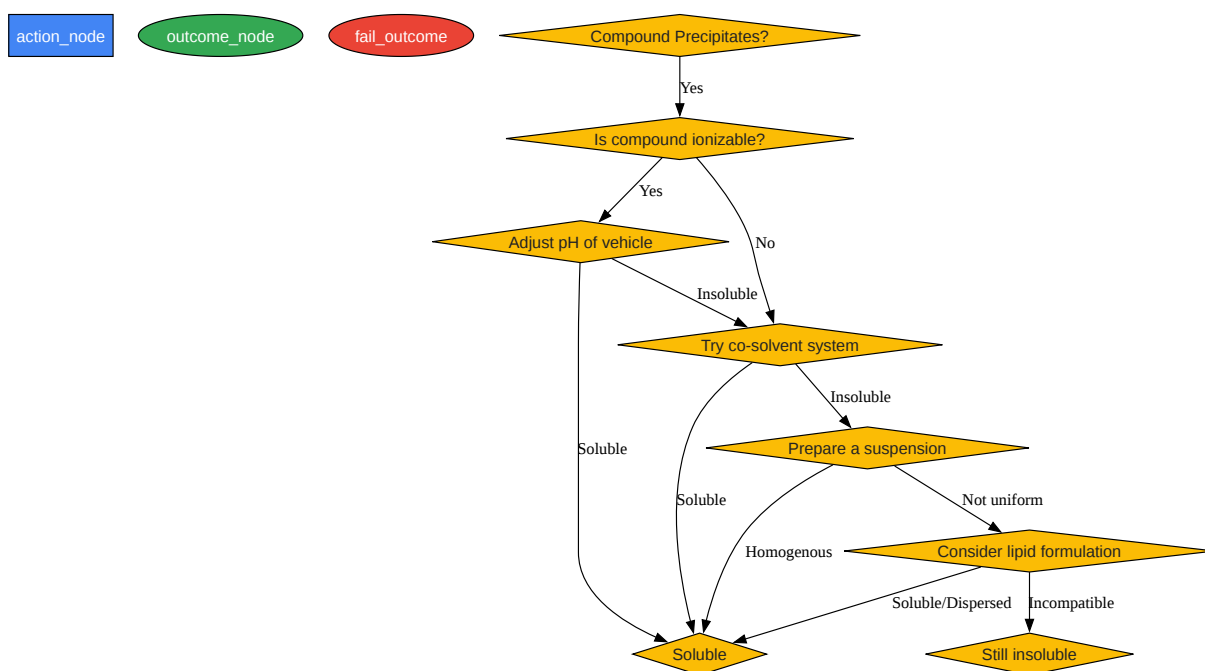 action_node
outcome_node
fail_outcome
Compound Precipitates?
Yes
Is compound ionizable?
Yes
Adjust pH of vehicle
No
Insoluble
Try co-solvent system
Insoluble
Soluble
Prepare a suspension
Soluble
Not uniform
Homogenous
Consider lipid formulation
Soluble/Dispersed
Incompatible
Soluble
Still insoluble